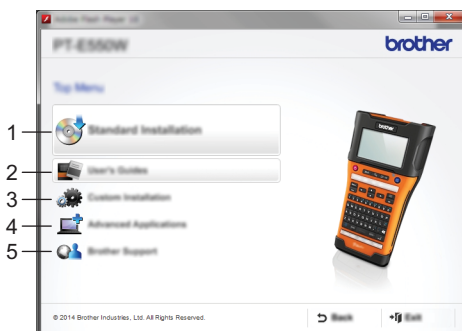 Adobe Flash Player
PT-E550W
brother
Top Menu
1 Standard Installation
2 User's Guides
3 Custom Installation
4 Advanced Applications
5 Brother Support
© 2014 Brother Industries, Ltd. All Rights Reserved.
Back
Exit